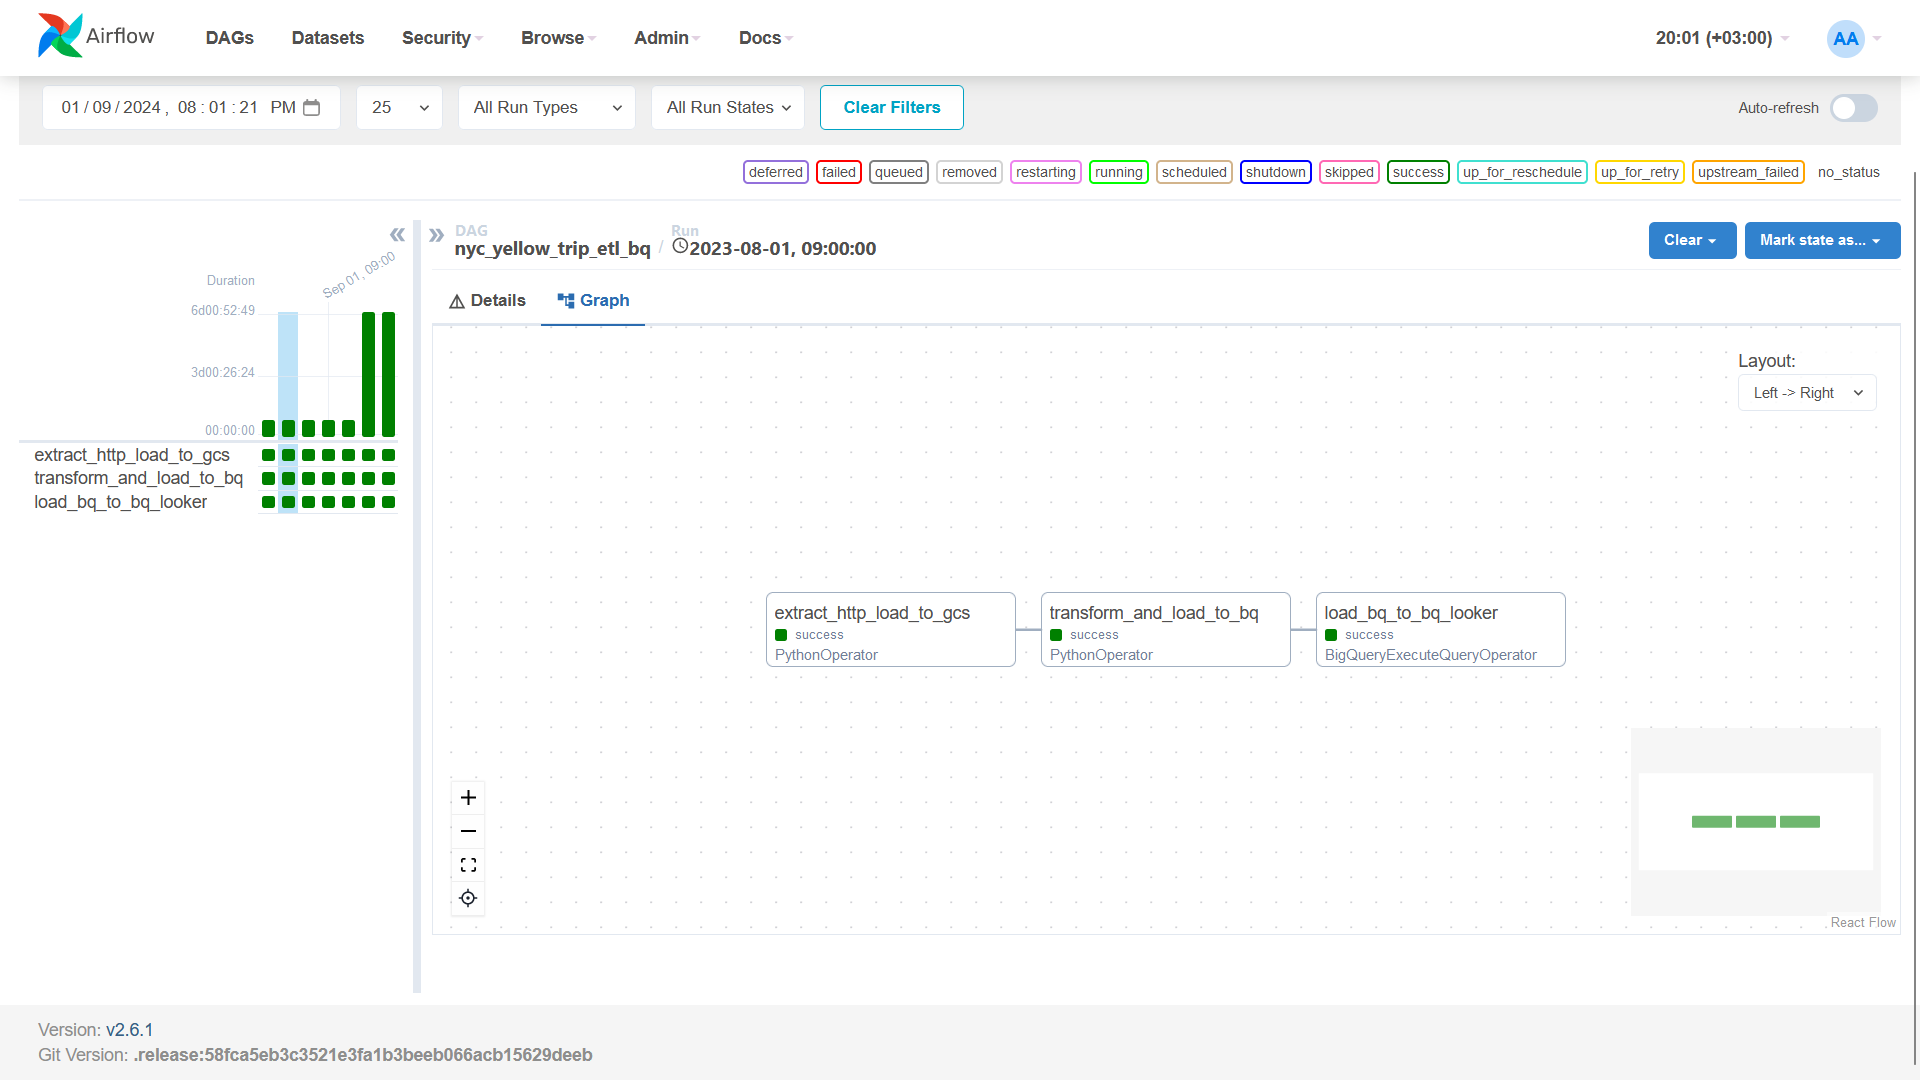 Airflow
DAGs Datasets Security Browse Admin Docs 20:01 (+03:00) AA
01/09/2024, 08:01:21 PM 25 All Run Types All Run States Clear Filters Auto-refresh
deferred failed queued removed restarting running scheduled shutdown skipped success up_for_reschedule up_for_retry upstream_failed no_status
DAG
nyc_yellow_trip_etl_bq
/
Run
2023-08-01, 09:00:00
Clear Mark state as...
Sep 01, 09:00
Duration
6d00:52:49
3d00:26:24
00:00:00
extract_http_load_to_gcs
transform_and_load_to_bq
load_bq_to_bq_looker
Details Graph
Layout:
Left -> Right
extract_http_load_to_gcs
success
PythonOperator
transform_and_load_to_bq
success
PythonOperator
load_bq_to_bq_looker
success
BigQueryExecuteQueryOperator
React Flow
Version: v2.6.1
Git Version: .release:58fca5eb3c3521e3fa1b3beeb066acb15629deeb